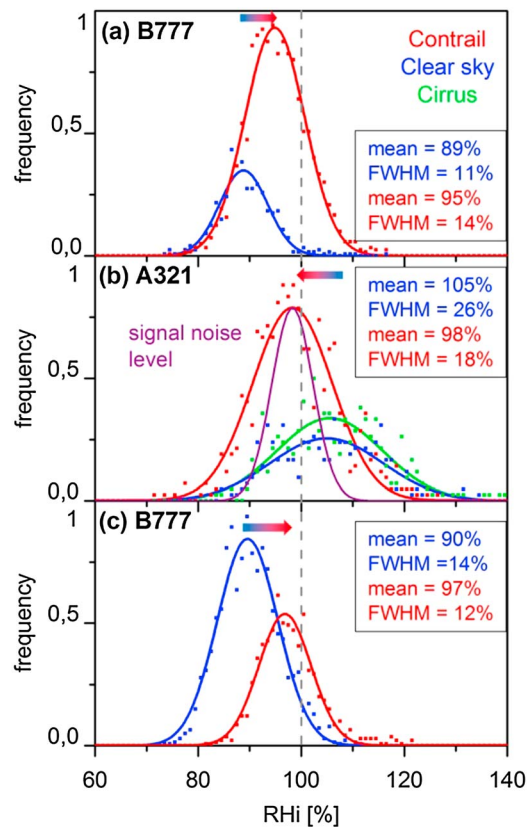 (a) B777
Contrail
Clear sky
Cirrus
mean = 89%
FWHM = 11%
mean = 95%
FWHM = 14%
frequency
1
0,5
0,0
(b) A321
signal noise
level
mean = 105%
FWHM = 26%
mean = 98%
FWHM = 18%
frequency
1
0,5
0,0
(c) B777
mean = 90%
FWHM =14%
mean = 97%
FWHM = 12%
frequency
1
0,5
0,0
60 80 100 120 140
RHi [%]